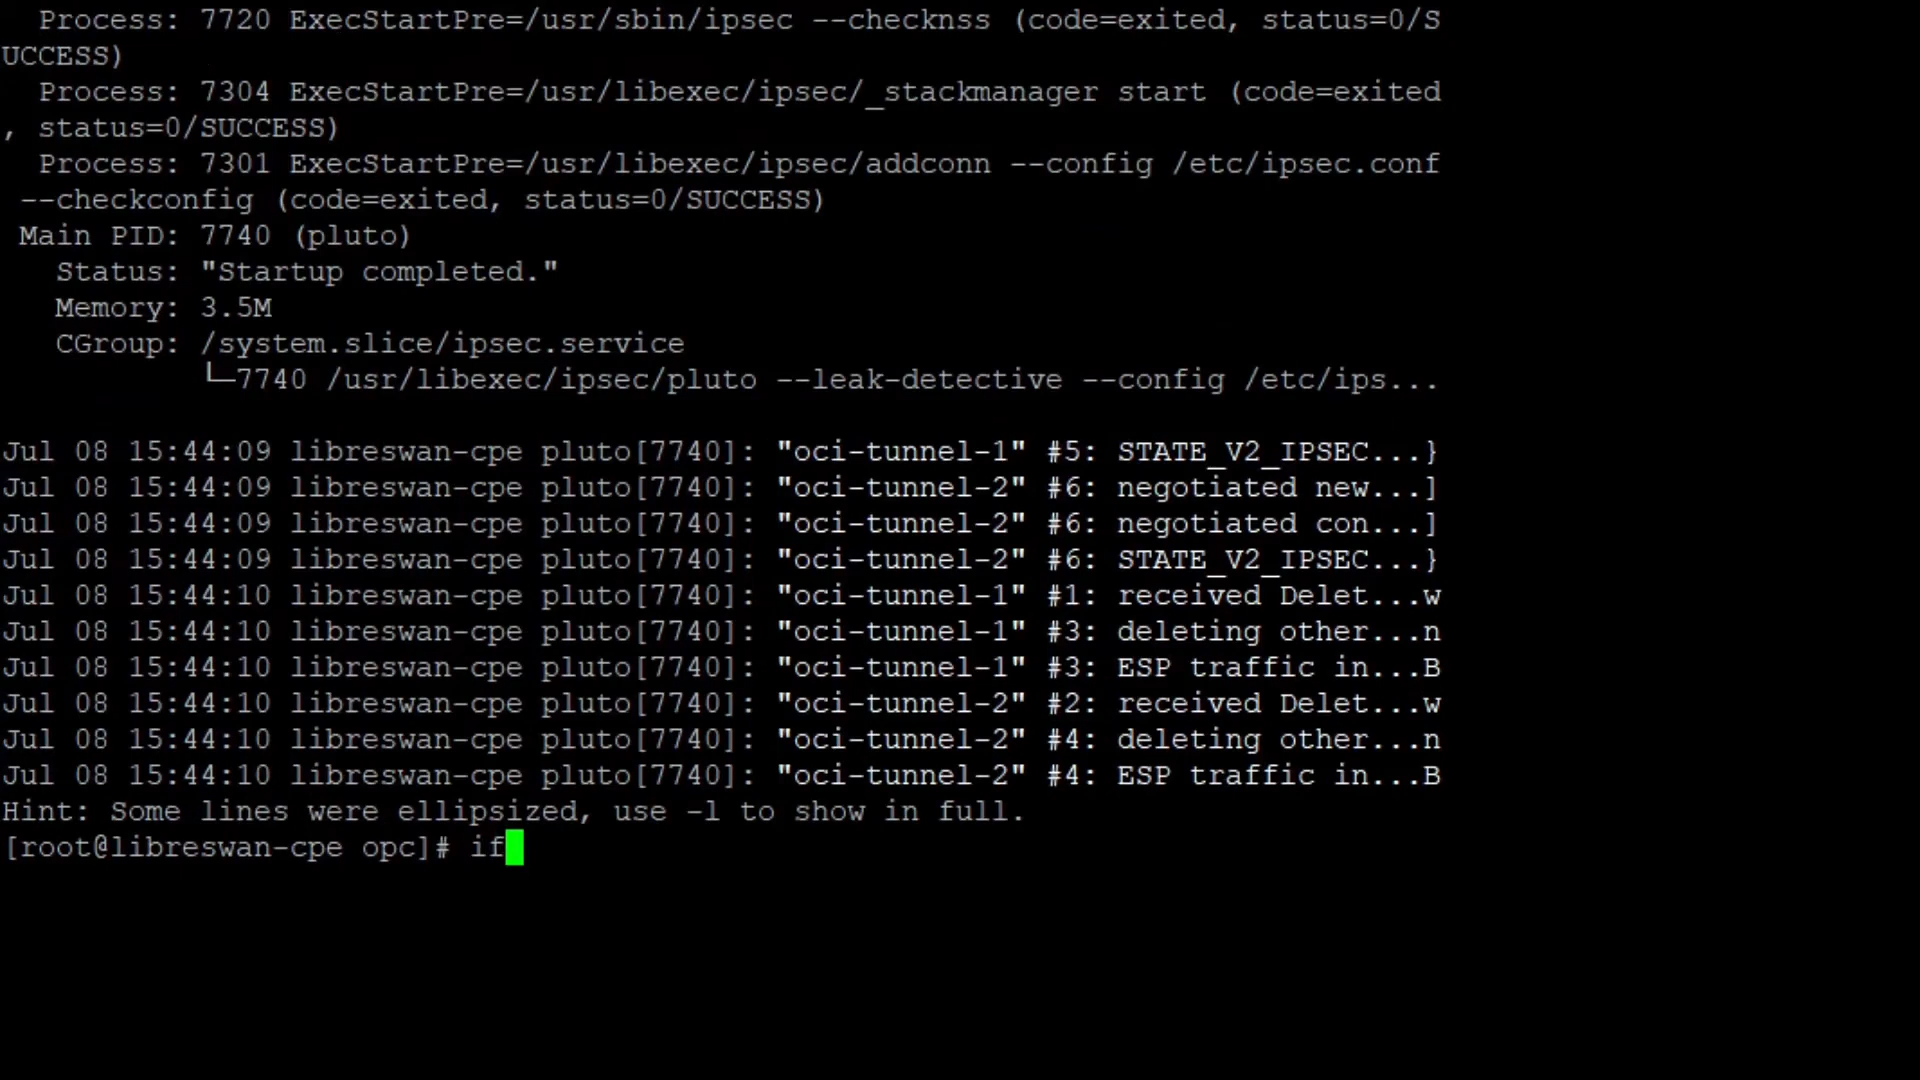 Process: 7720 ExecStartPre=/usr/sbin/ipsec --checknss (code=exited, status=0/S
UCCESS)
Process: 7304 ExecStartPre=/usr/libexec/ipsec/_stackmanager start (code=exited
, status=0/SUCCESS)
Process: 7301 ExecStartPre=/usr/libexec/ipsec/addconn --config /etc/ipsec.conf
--checkconfig (code=exited, status=0/SUCCESS)
Main PID: 7740 (pluto)
Status: "Startup completed."
Memory: 3.5M
CGroup: /system.slice/ipsec.service
└─7740 /usr/libexec/ipsec/pluto --leak-detective --config /etc/ips...
Jul 08 15:44:09 libreswan-cpe pluto[7740]: "oci-tunnel-1" #5: STATE_V2_IPSEC...}
Jul 08 15:44:09 libreswan-cpe pluto[7740]: "oci-tunnel-2" #6: negotiated new...]
Jul 08 15:44:09 libreswan-cpe pluto[7740]: "oci-tunnel-2" #6: negotiated con...]
Jul 08 15:44:09 libreswan-cpe pluto[7740]: "oci-tunnel-2" #6: STATE_V2_IPSEC...}
Jul 08 15:44:10 libreswan-cpe pluto[7740]: "oci-tunnel-1" #1: received Delet...w
Jul 08 15:44:10 libreswan-cpe pluto[7740]: "oci-tunnel-1" #3: deleting other...n
Jul 08 15:44:10 libreswan-cpe pluto[7740]: "oci-tunnel-1" #3: ESP traffic in...B
Jul 08 15:44:10 libreswan-cpe pluto[7740]: "oci-tunnel-2" #2: received Delet...w
Jul 08 15:44:10 libreswan-cpe pluto[7740]: "oci-tunnel-2" #4: deleting other...n
Jul 08 15:44:10 libreswan-cpe pluto[7740]: "oci-tunnel-2" #4: ESP traffic in...B
Hint: Some lines were ellipsized, use -l to show in full.
[root@libreswan-cpe opc]# if